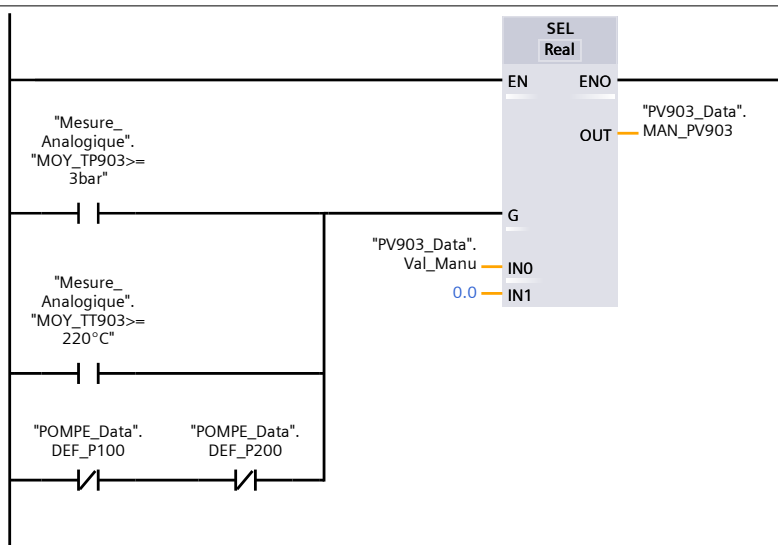 SEL
Real
EN
ENO
"Mesure_
Analogique".
"MOY_TP903>=
3bar"
"PV903_Data".
MAN_PV903
OUT
G
"PV903_Data".
Val_Manu
IN0
0.0
IN1
"Mesure_
Analogique".
"MOY_TT903>=
220°C"
"POMPE_Data".
DEF_P100
"POMPE_Data".
DEF_P200